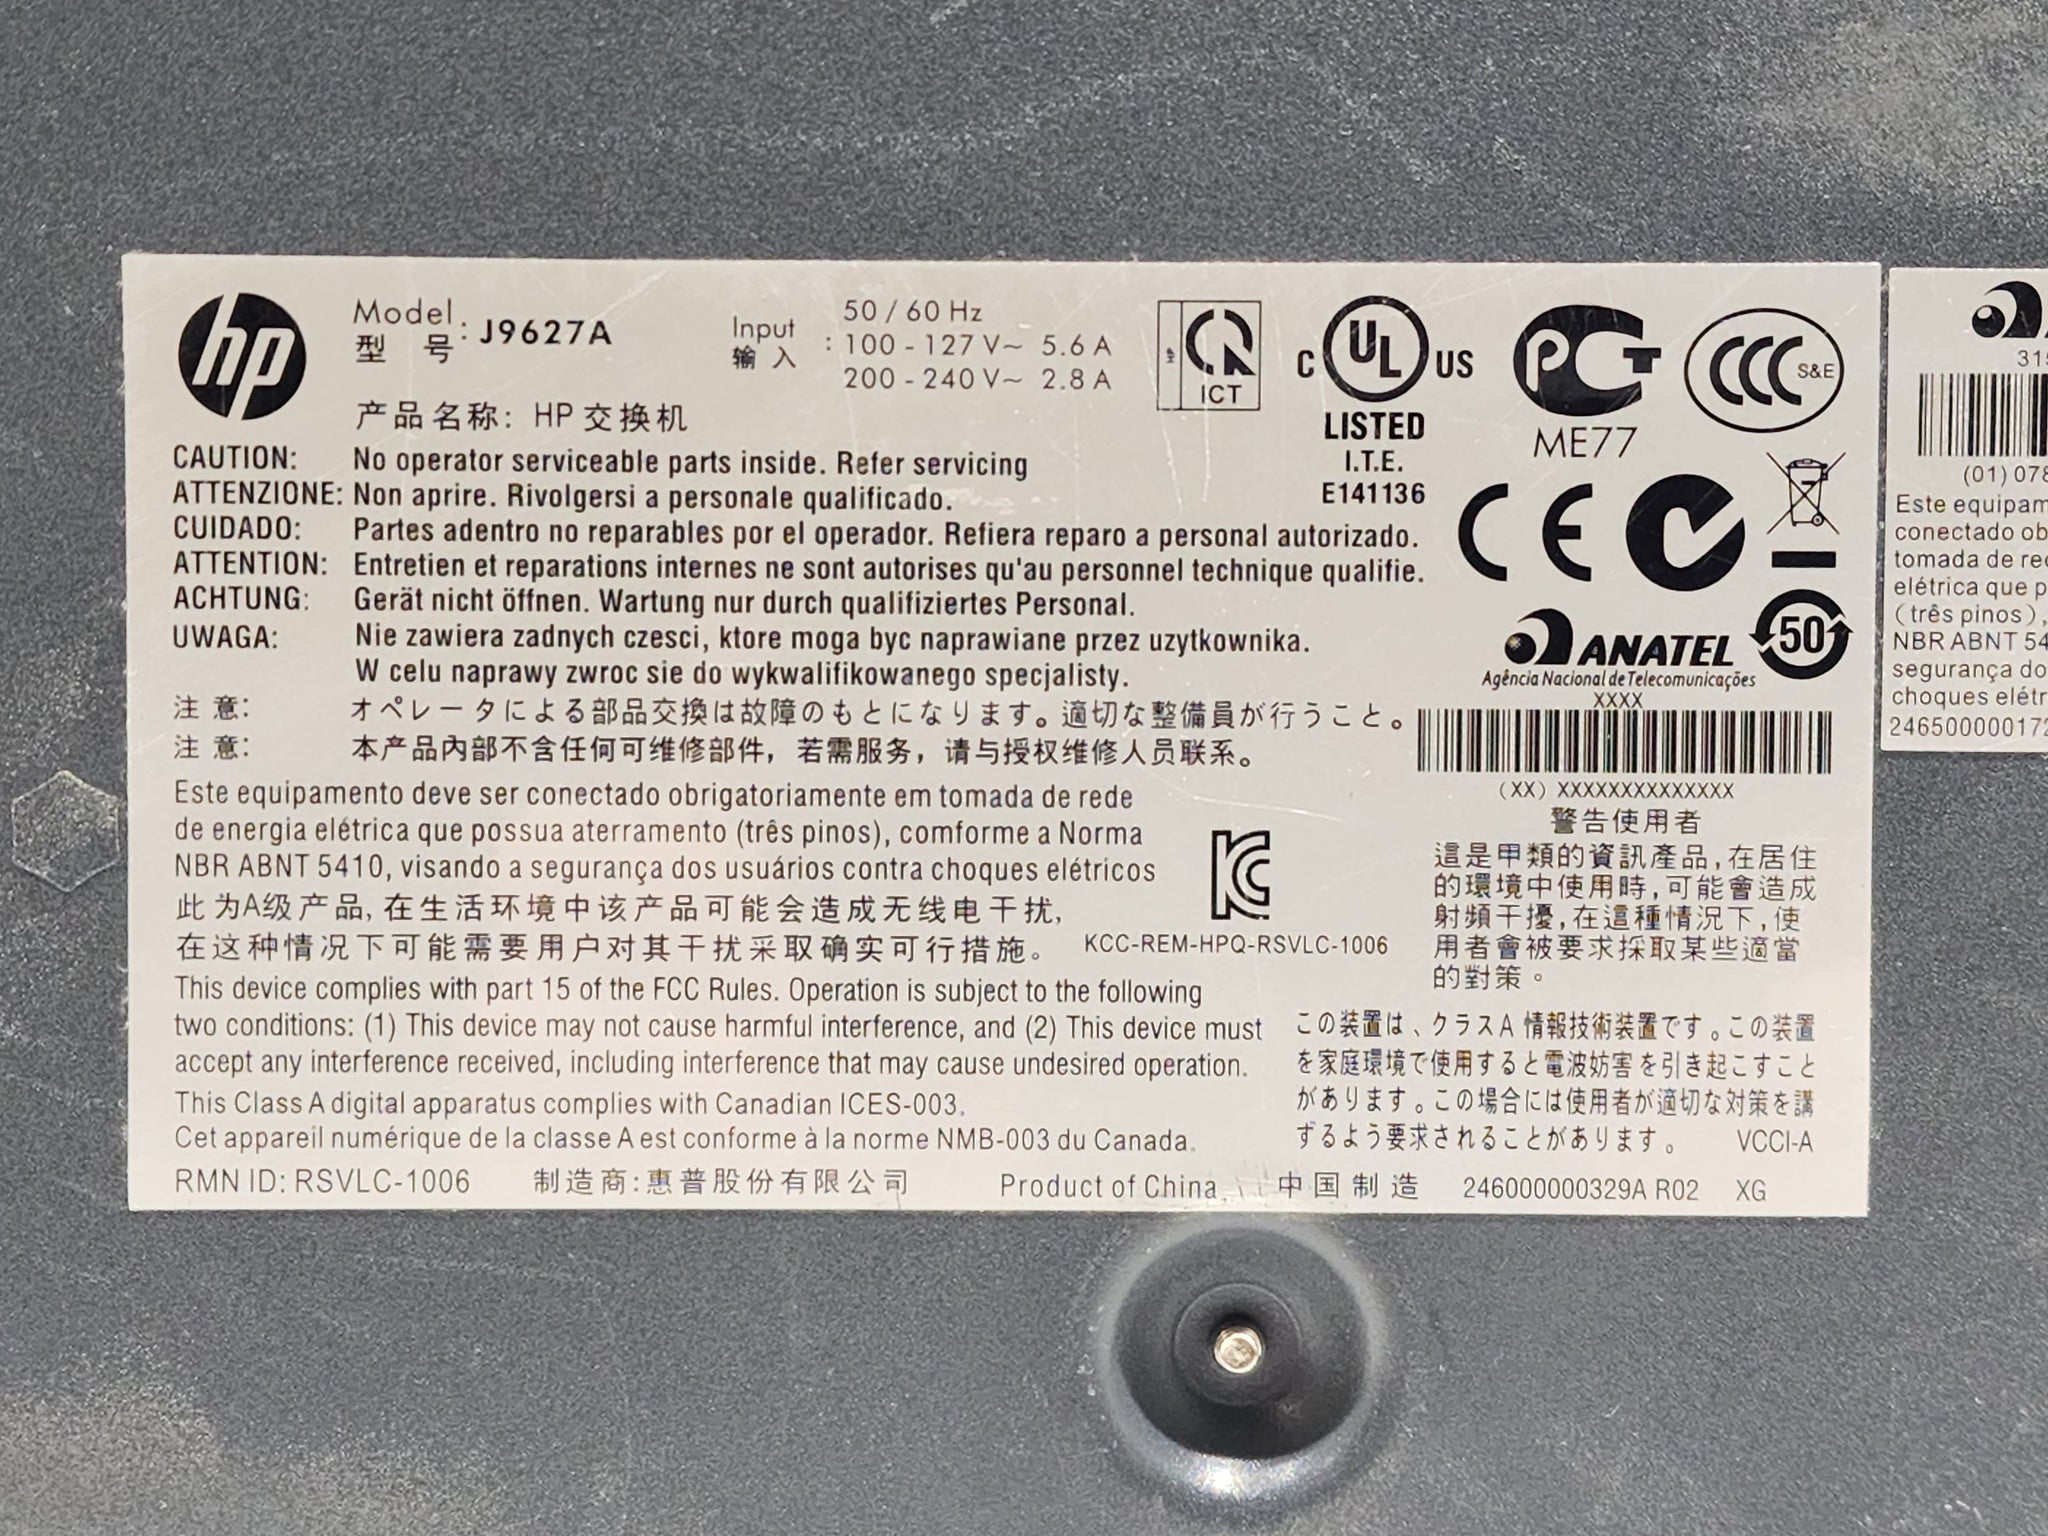 hp
Model
型 号 : J9627A
Input
输 入 :
50 / 60 Hz
100 - 127 V~ 5.6 A
200 - 240 V~ 2.8 A
产品名称: HP 交换机
ICT
C UL US
LISTED
I.T.E.
E141136
PCT
ME77
CCC S&E
CE
CAUTION: No operator serviceable parts inside. Refer servicing
ATTENZIONE: Non aprire. Rivolgersi a personale qualificado.
CUIDADO: Partes adentro no reparables por el operador. Refiera reparo a personal autorizado.
ATTENTION: Entretien et reparations internes ne sont autorises qu'au personnel technique qualifie.
ACHTUNG: Gerät nicht öffnen. Wartung nur durch qualifiziertes Personal.
UWAGA: Nie zawiera zadnych czesci, ktore moga byc naprawiane przez uzytkownika.
W celu naprawy zwroc sie do wykwalifikowanego specjalisty.
注 意: オペレータによる部品交換は故障のもとになります。適切な整備員が行うこと。
注 意: 本产品内部不含任何可维修部件，若需服务，请与授权维修人员联系。
ANATEL
Agência Nacional de Telecomunicações
50
XXXX
(XX) XXXXXXXXXXXXXX
Este equipamento deve ser conectado obrigatoriamente em tomada de rede
de energia elétrica que possua aterramento (três pinos), comforme a Norma
NBR ABNT 5410, visando a segurança dos usuários contra choques elétricos
此为A级产品, 在生活环境中该产品可能会造成无线电干扰,
在这种情况下可能需要用户对其干扰采取确实可行措施。
KCC-REM-HPQ-RSVLC-1006
警告使用者
這是甲類的資訊產品,在居住
的環境中使用時,可能會造成
射頻干擾,在這種情況下,使
用者會被要求採取某些適當
的對策。
This device complies with part 15 of the FCC Rules. Operation is subject to the following
two conditions: (1) This device may not cause harmful interference, and (2) This device must
accept any interference received, including interference that may cause undesired operation.
この装置は、クラスA 情報技術装置です。この装置
を家庭環境で使用すると電波妨害を引き起こすこと
があります。この場合には使用者が適切な対策を講
ずるよう要求されることがあります。 VCCI-A
This Class A digital apparatus complies with Canadian ICES-003.
Cet appareil numérique de la classe A est conforme à la norme NMB-003 du Canada.
RMN ID: RSVLC-1006 制造商:惠普股份有限公司 Product of China 中国制造 246000000329A R02 XG
315
(01) 078
Este equipam
conectado ob
tomada de red
elétrica que p
(três pinos),
NBR ABNT 54
segurança do
choques elétr
24650000017